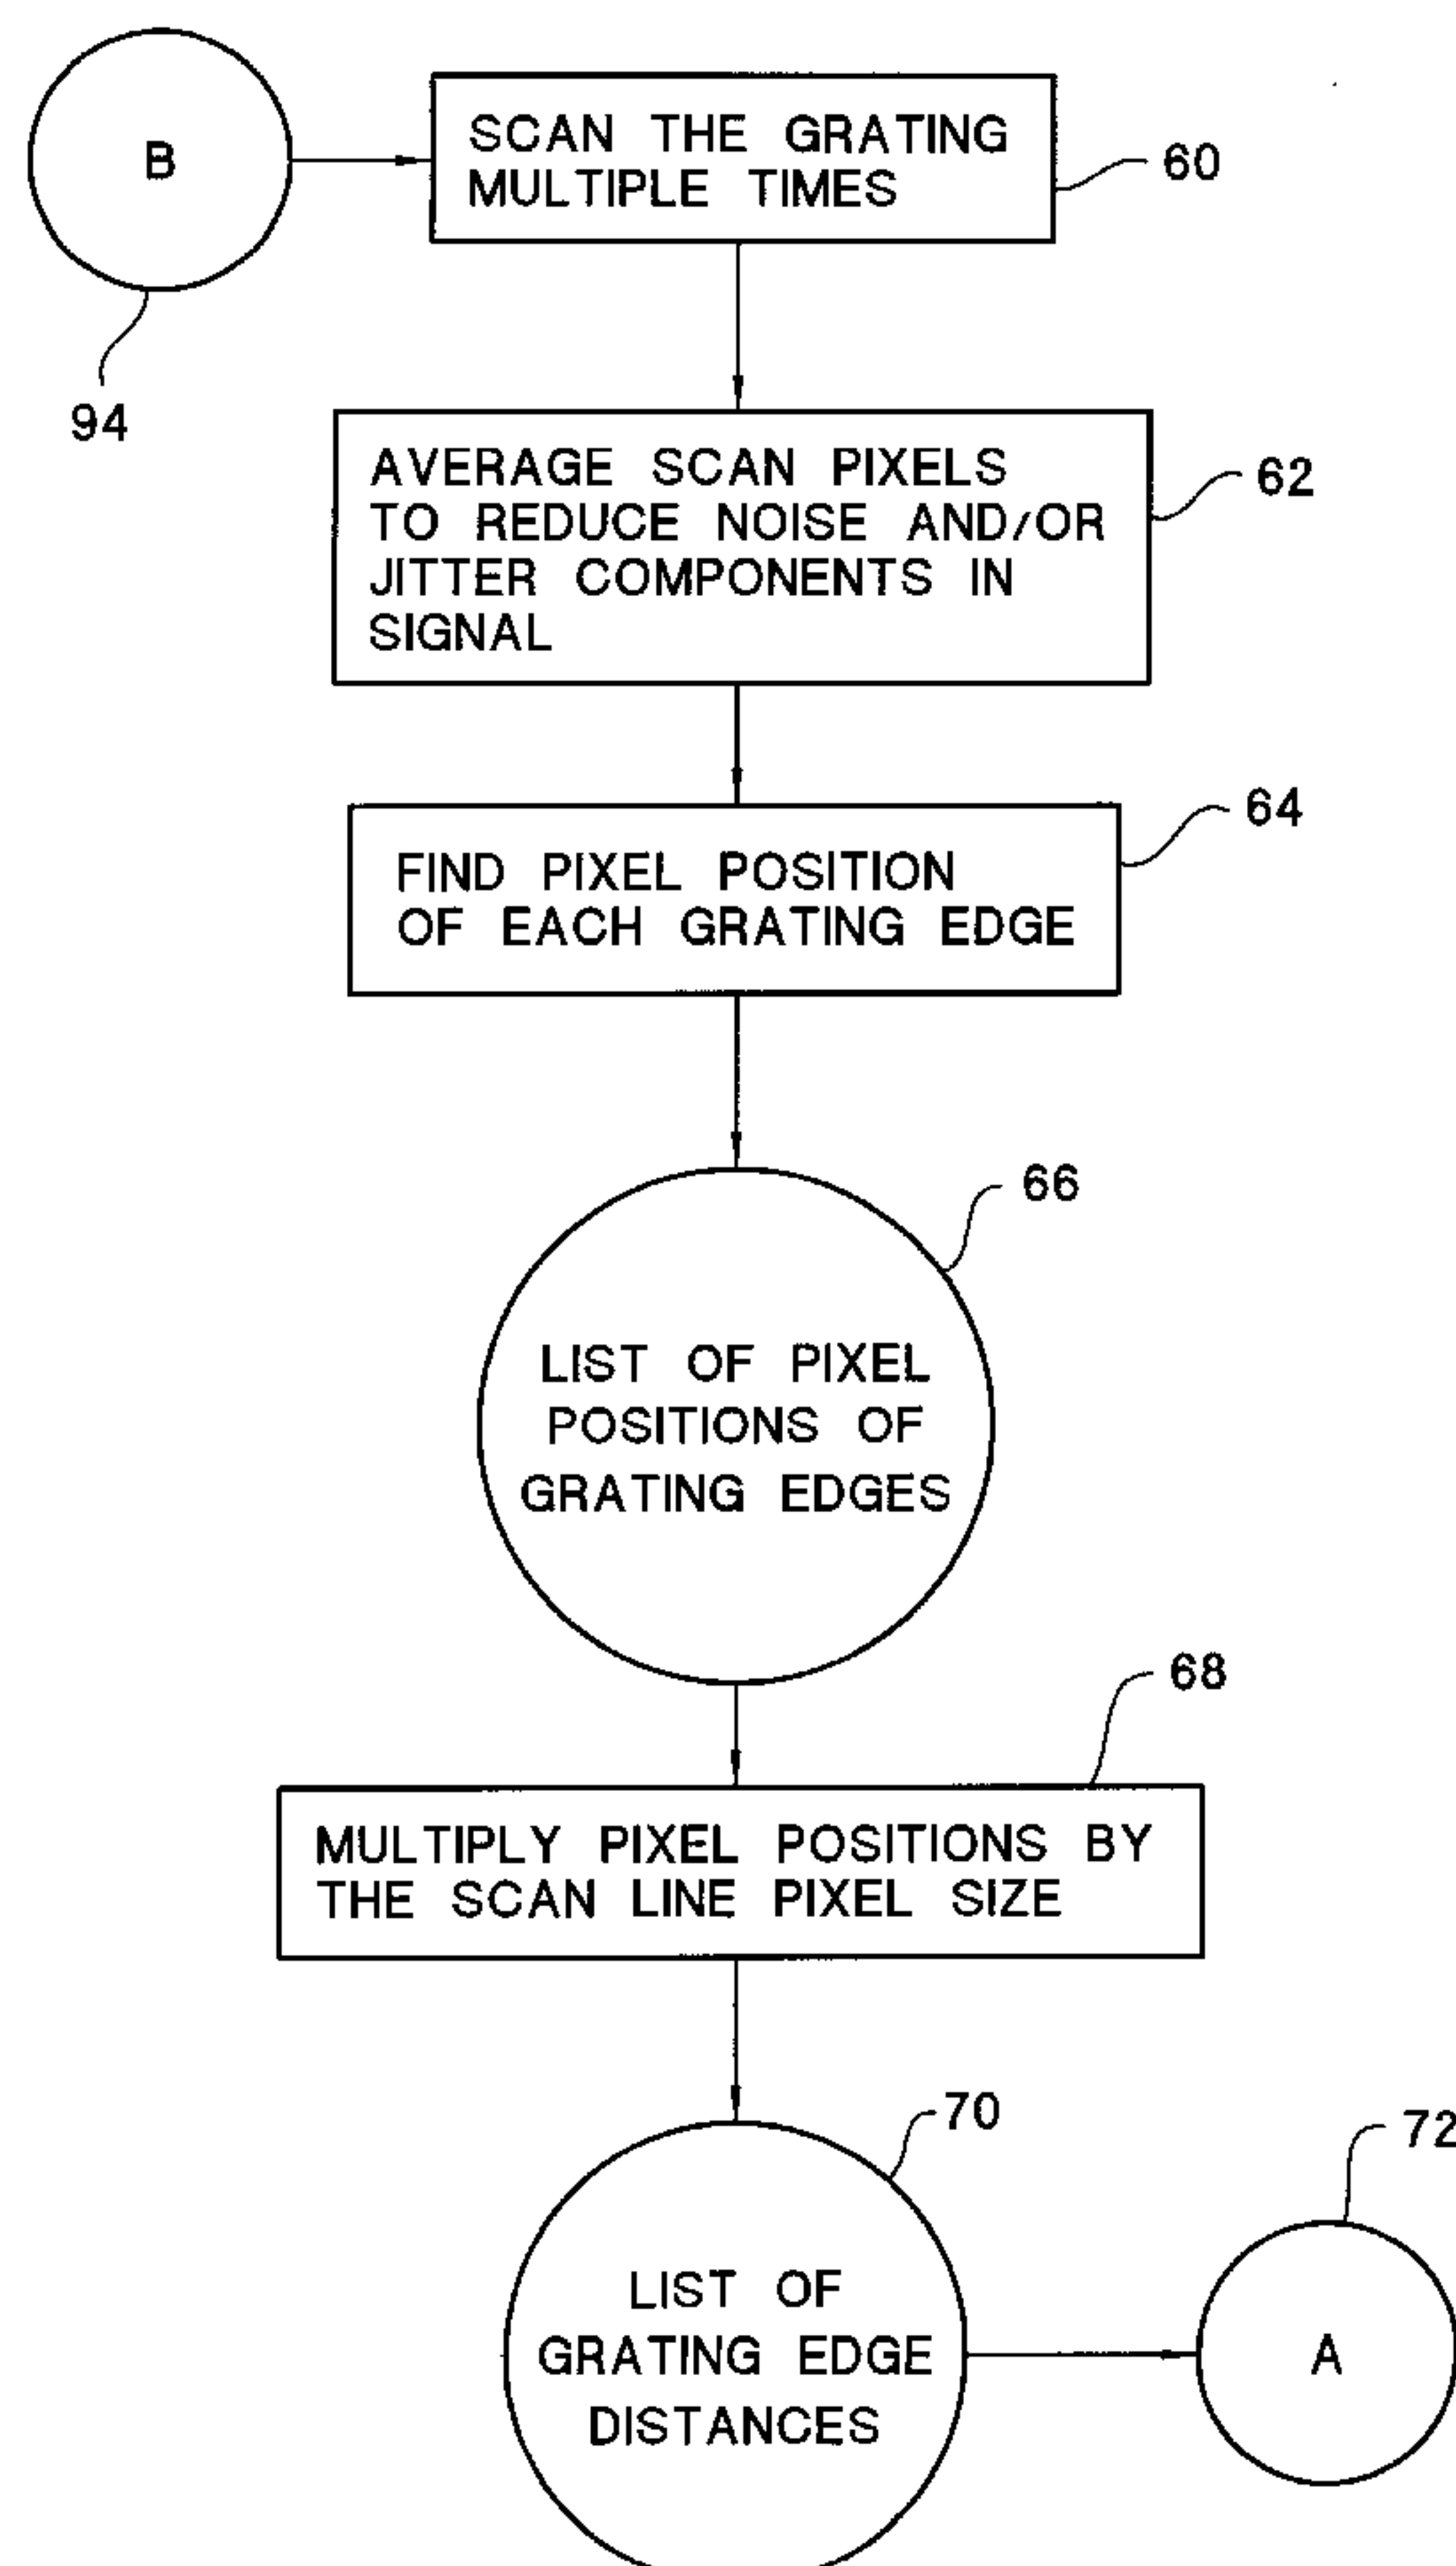 B
SCAN THE GRATING
MULTIPLE TIMES
60
94
AVERAGE SCAN PIXELS
TO REDUCE NOISE AND/OR
JITTER COMPONENTS IN
SIGNAL
62
FIND PIXEL POSITION
OF EACH GRATING EDGE
64
66
LIST OF PIXEL
POSITIONS OF
GRATING EDGES
68
MULTIPLY PIXEL POSITIONS BY
THE SCAN LINE PIXEL SIZE
70
72
LIST OF
GRATING EDGE
DISTANCES
A